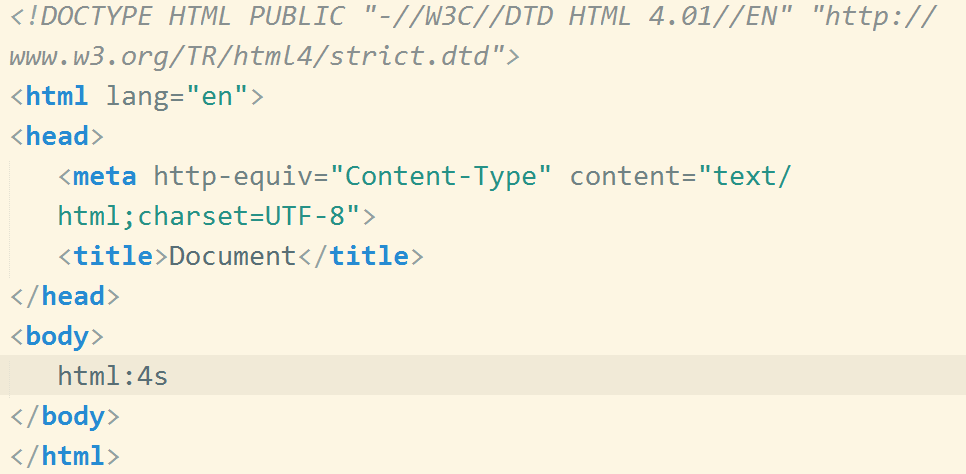 <!DOCTYPE HTML PUBLIC "-//W3C//DTD HTML 4.01//EN" "http://
www.w3.org/TR/html4/strict.dtd">
<html lang="en">
<head>
<meta http-equiv="Content-Type" content="text/
html;charset=UTF-8">
<title>Document</title>
</head>
<body>
html:4s
</body>
</html>